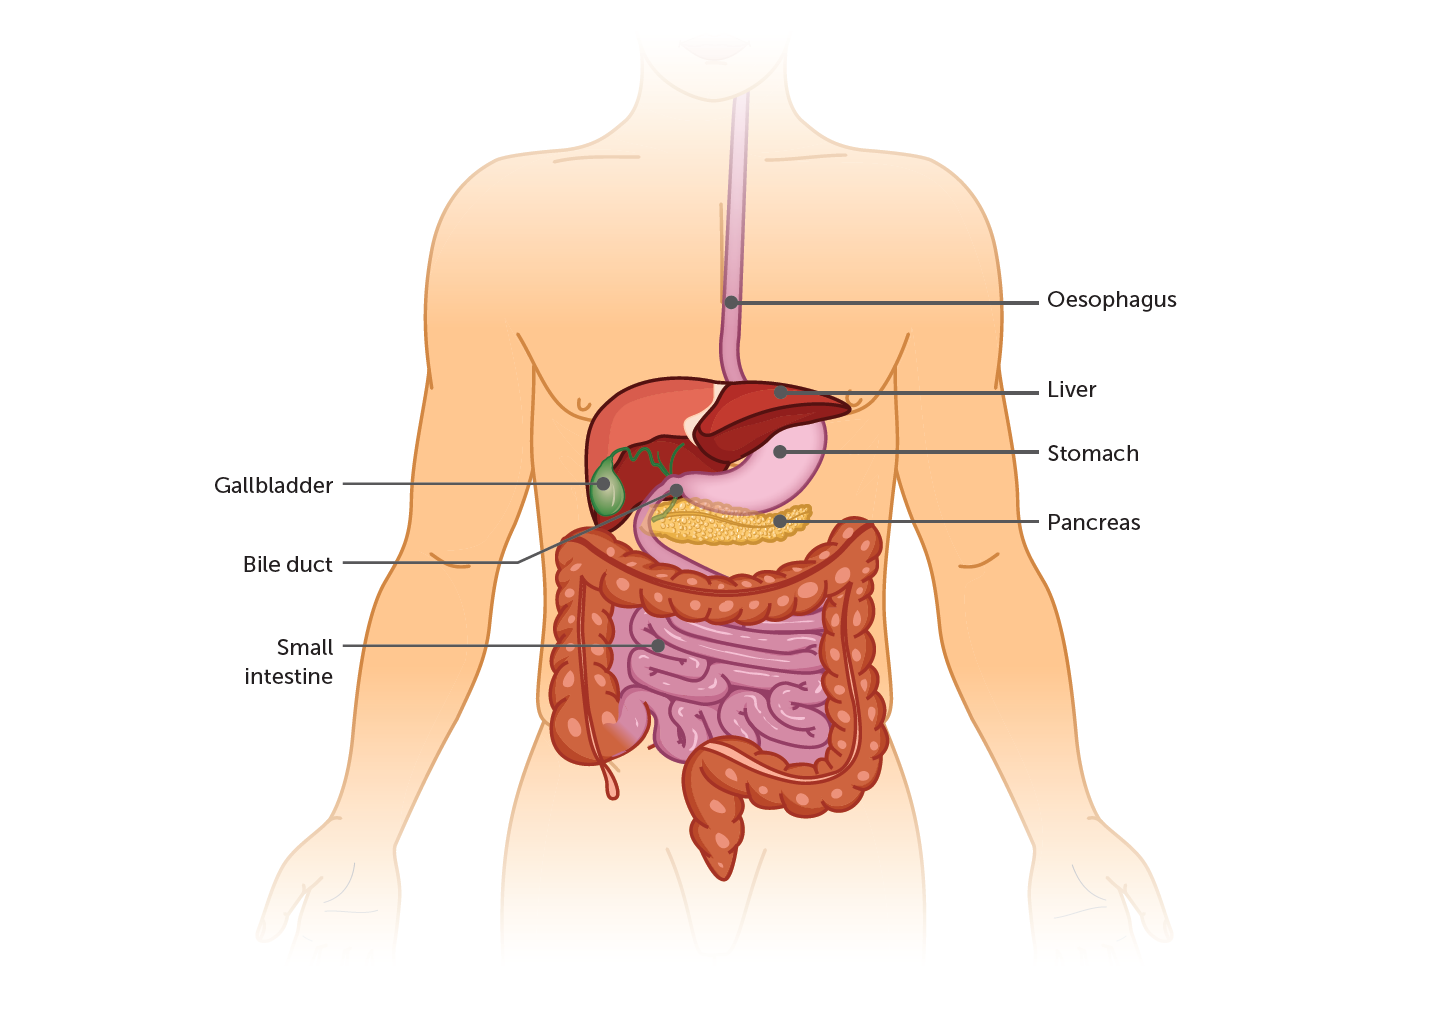 Oesophagus
Liver
Stomach
Gallbladder
Pancreas
Bile duct
Small
intestine